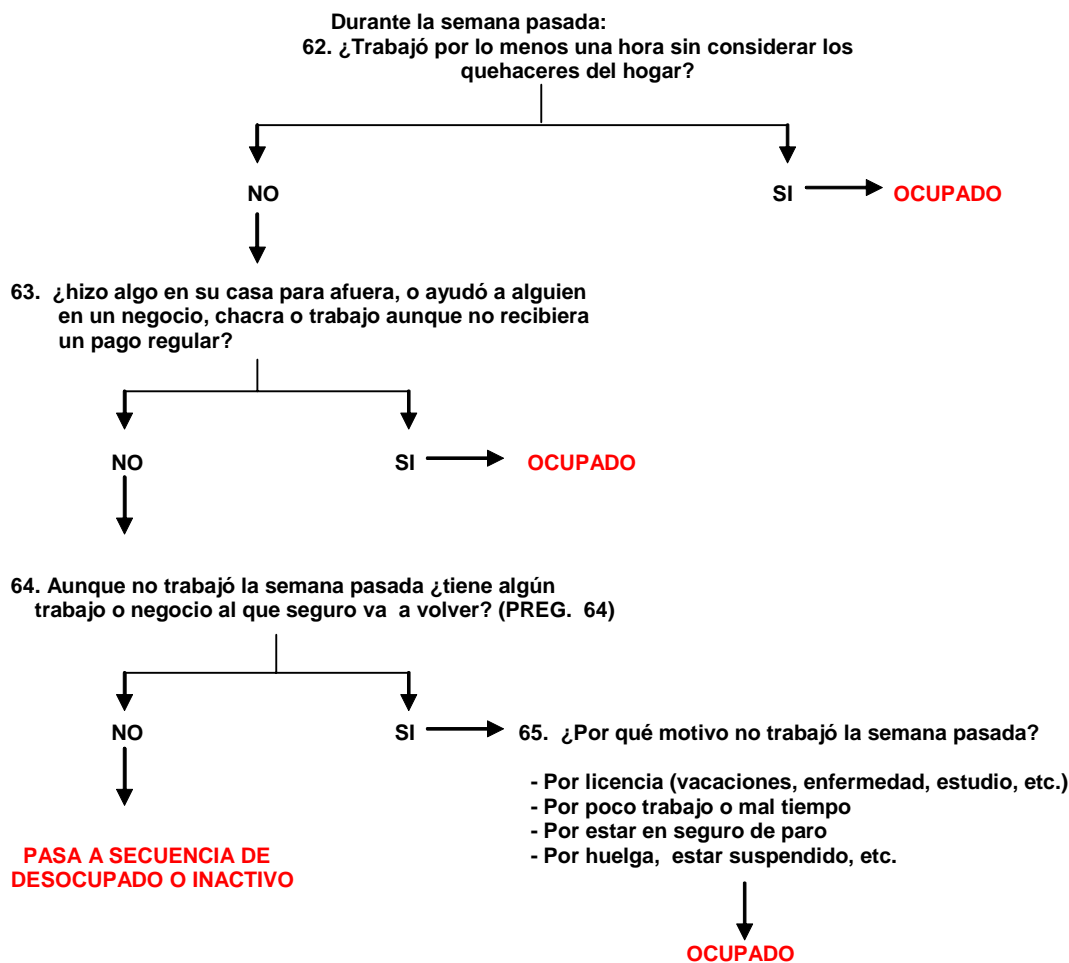 Durante la semana pasada:
62. ¿Trabajó por lo menos una hora sin considerar los
quehaceres del hogar?
NO
SI
OCUPADO
63. ¿hizo algo en su casa para afuera, o ayudó a alguien
en un negocio, chacra o trabajo aunque no recibiera
un pago regular?
NO
SI
OCUPADO
64. Aunque no trabajó la semana pasada ¿tiene algún
trabajo o negocio al que seguro va a volver? (PREG. 64)
NO
SI
65. ¿Por qué motivo no trabajó la semana pasada?
- Por licencia (vacaciones, enfermedad, estudio, etc.)
- Por poco trabajo o mal tiempo
- Por estar en seguro de paro
- Por huelga, estar suspendido, etc.
PASA A SECUENCIA DE
DESOCUPADO O INACTIVO
OCUPADO